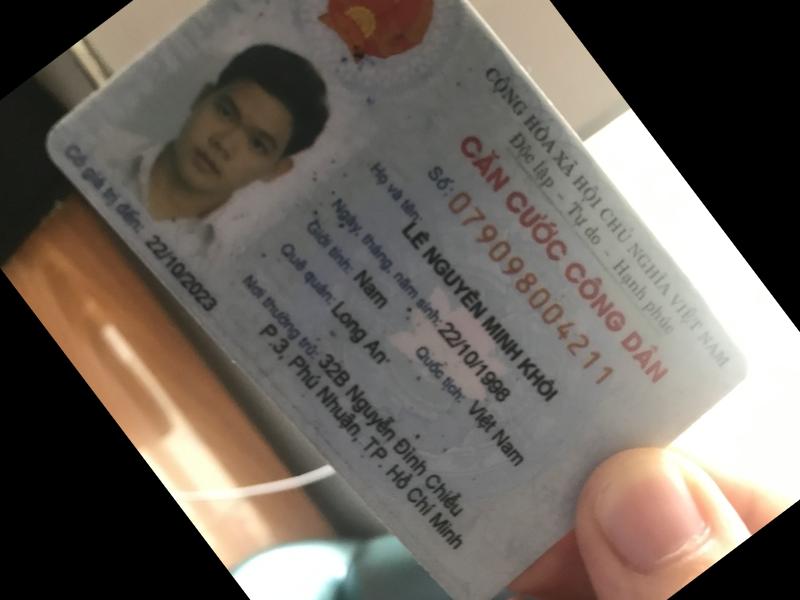 CỘNG HÒA XÃ HỘI CHỦ NGHĨA VIỆT NAM
Độc lập - Tự do - Hạnh phúc
CĂN CƯỚC CÔNG DÂN
Số: 079098004211
Họ và tên: LÊ NGUYỄN MINH KHÔI
Ngày, tháng, năm sinh: 22/10/1998
Giới tính: Nam Quốc tịch: Việt Nam
Quê quán: Long An
Nơi thường trú: 32B Nguyễn Đình Chiểu
P.3, Phú Nhuận, TP. Hồ Chí Minh
Có giá trị đến: 22/10/2023